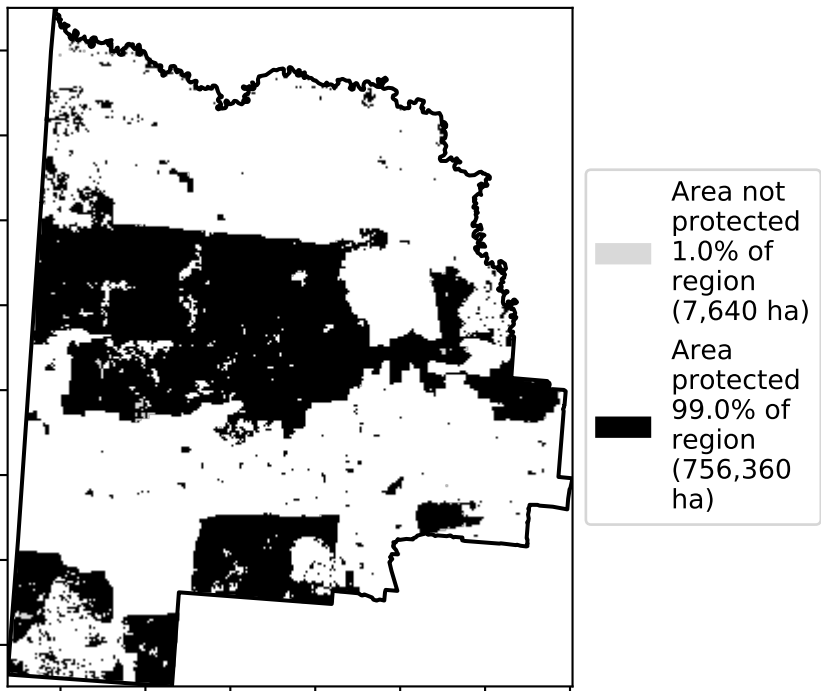 Area not
protected
1.0% of
region
(7,640 ha)
Area
protected
99.0% of
region
(756,360
ha)